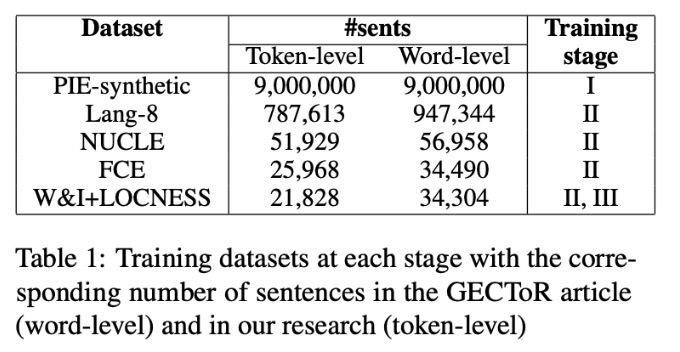 Dataset #sents Training stage
Token-level Word-level
PIE-synthetic 9,000,000 9,000,000 I
Lang-8 787,613 947,344 II
NUCLE 51,929 56,958 II
FCE 25,968 34,490 II
W&I+LOCNESS 21,828 34,304 II, III
Table 1: Training datasets at each stage with the corre-
sponding number of sentences in the GECToR article
(word-level) and in our research (token-level)